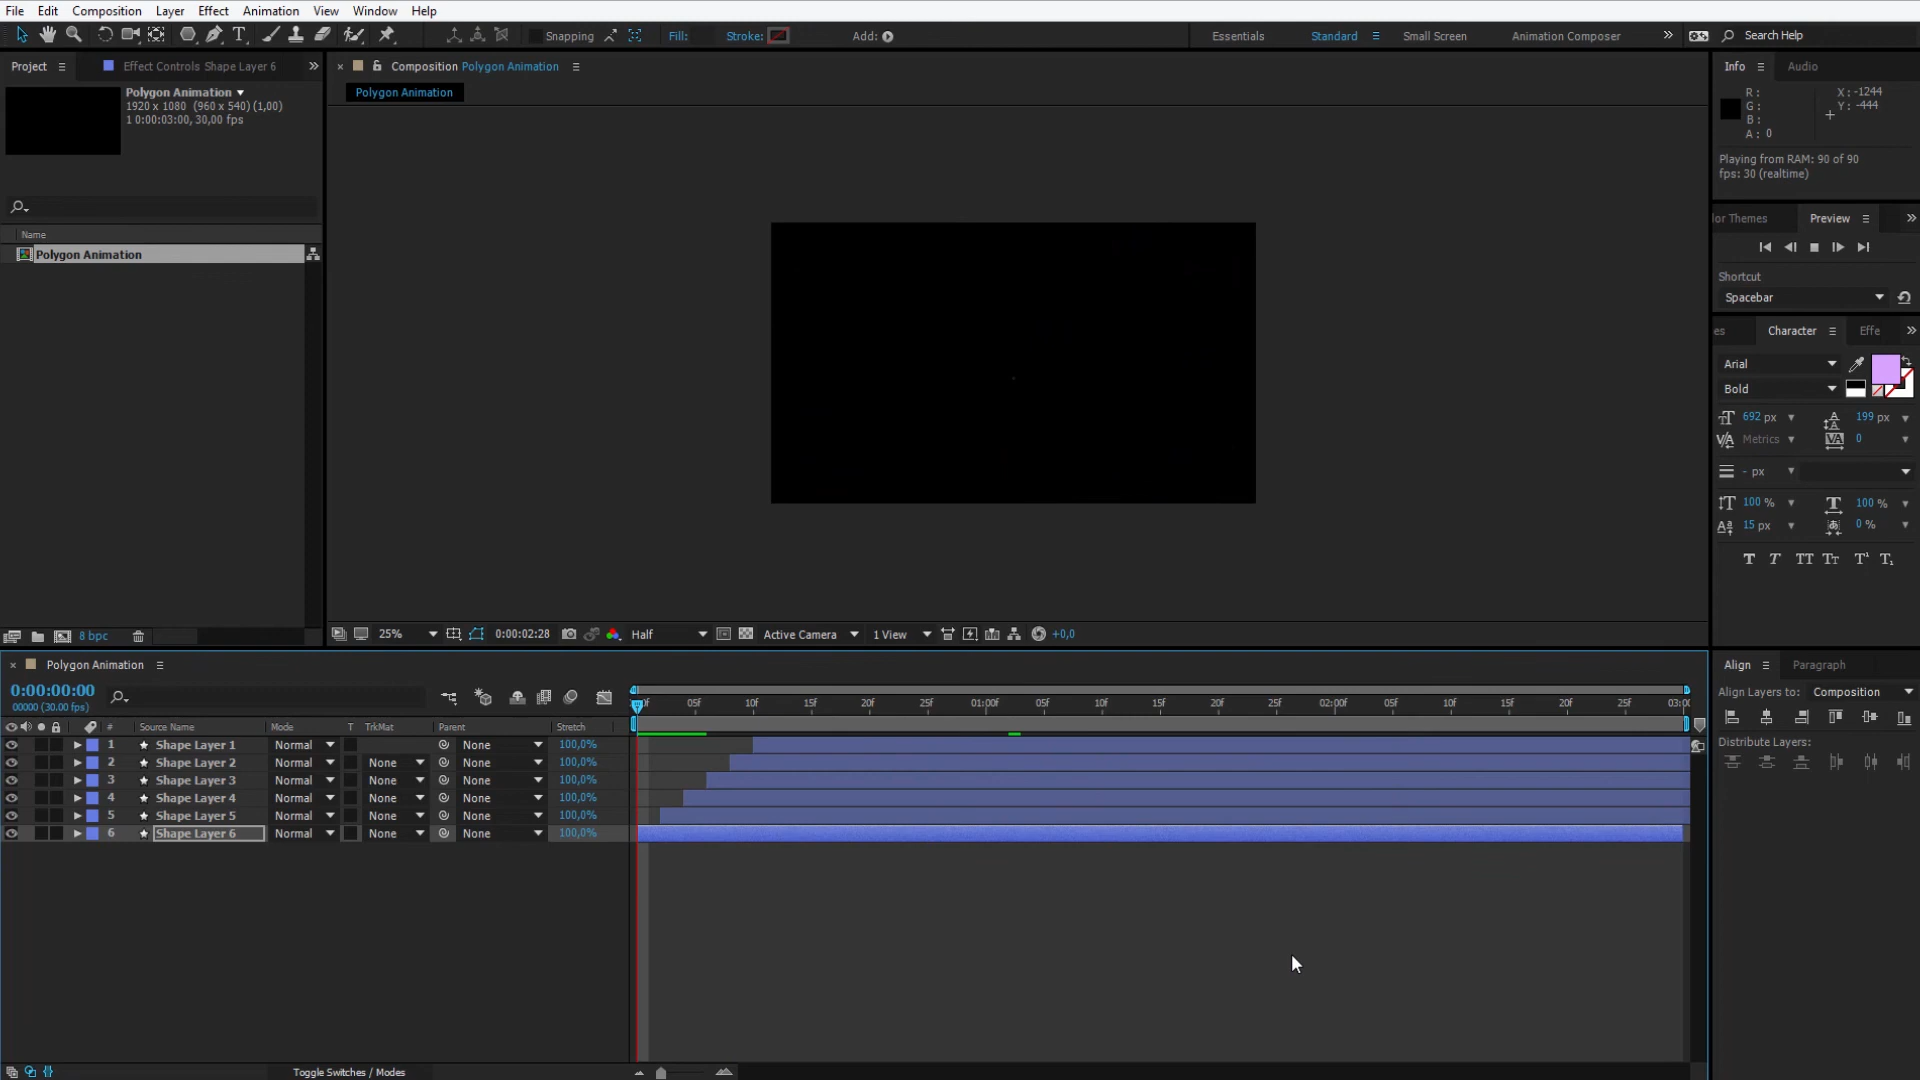 File Edit Composition Layer Effect Animation View Window Help
Snapping Fill: Stroke: Add: Essentials Standard Small Screen Animation Composer Search Help
Project Effect Controls Shape Layer 6
Composition Polygon Animation
Info Audio
Polygon Animation
1920 x 1080 (960 x 540) (1,00)
1 0:00:03:00, 30,00 fps
Polygon Animation
R: X: -1244
G: Y: -444
B:
A: 0
Playing from RAM: 90 of 90
fps: 30 (realtime)
lor Themes Preview
Name
Polygon Animation
Shortcut
Spacebar
es Character Effe
Arial
Bold
692 px 199 px
Metrics 0
- px
100 % 100 %
15 px 0 %
T T TT Tt T¹ T₁
8 bpc
25% 0:00:02:28 Half Active Camera 1 View +0,0
Polygon Animation
0:00:00:00
00000 (30.00 fps)
05f 10f 15f 20f 25f 01:00f 05f 10f 15f 20f 25f 02:00f 05f 10f 15f 20f 25f 03:00
# Source Name Mode T TrkMat Parent Stretch
1 Shape Layer 1 Normal None 100,0%
2 Shape Layer 2 Normal None None 100,0%
3 Shape Layer 3 Normal None None 100,0%
4 Shape Layer 4 Normal None None 100,0%
5 Shape Layer 5 Normal None None 100,0%
6 Shape Layer 6 Normal None None 100,0%
Align Paragraph
Align Layers to: Composition
Distribute Layers:
Toggle Switches / Modes